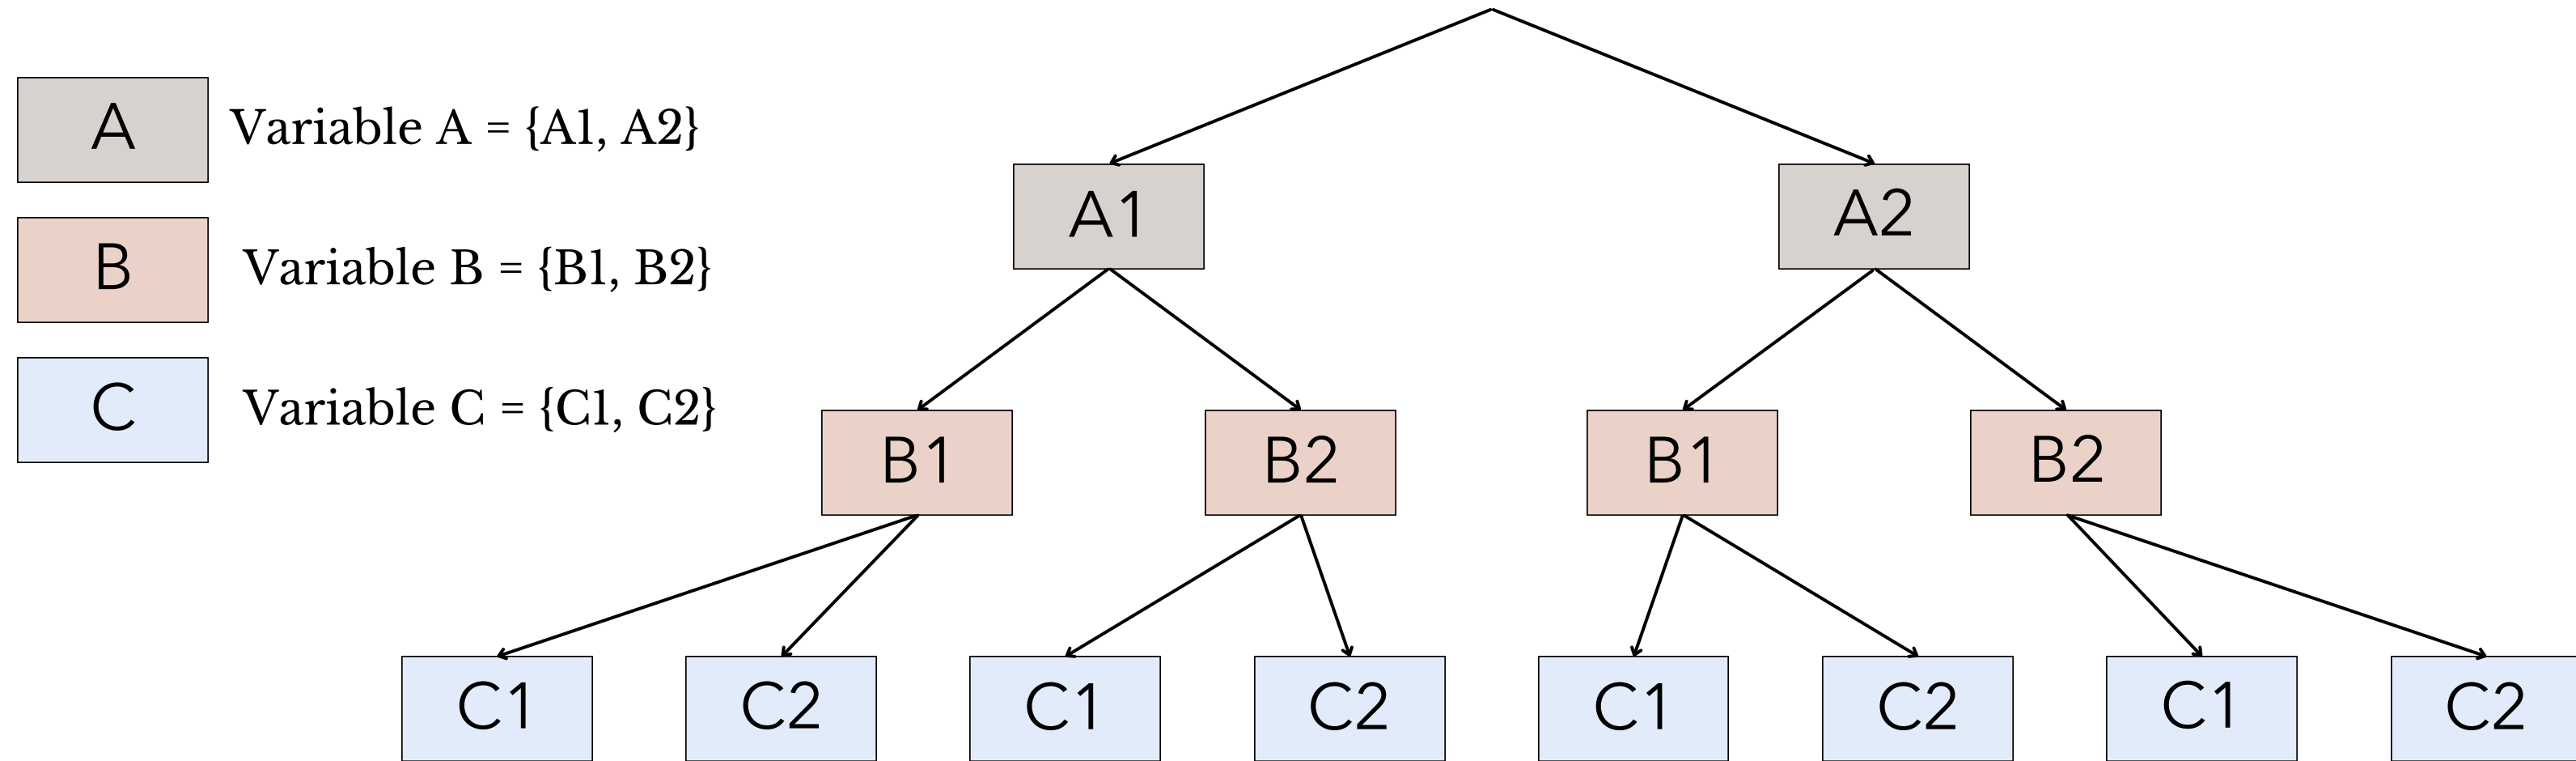 A Variable A = {A1, A2}
B Variable B = {B1, B2}
C Variable C = {C1, C2}
A1 A2
B1 B2 B1 B2
C1 C2 C1 C2 C1 C2 C1 C2